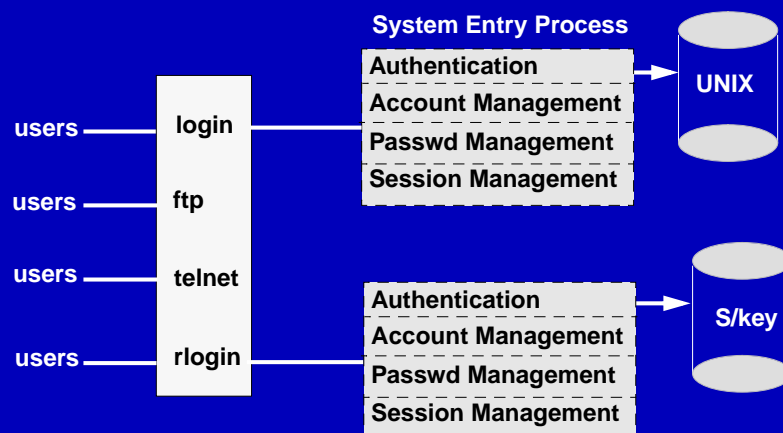 System Entry Process
Authentication
Account Management
Passwd Management
Session Management
UNIX
users
login
users
ftp
users
telnet
users
rlogin
Authentication
Account Management
Passwd Management
Session Management
S/key